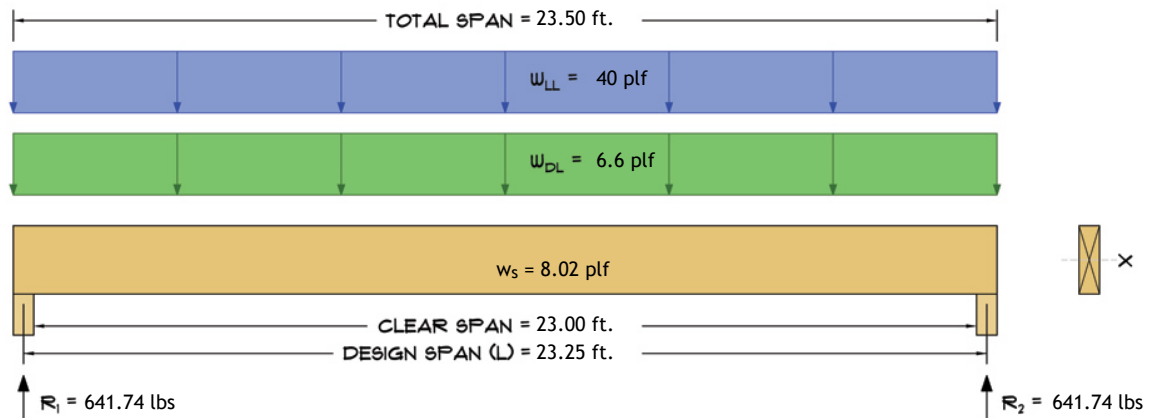 TOTAL SPAN = 23.50 ft.
WLL = 40 plf
WDL = 6.6 plf
ws = 8.02 plf
X
CLEAR SPAN = 23.00 ft.
DESIGN SPAN (L) = 23.25 ft.
R1 = 641.74 lbs
R2 = 641.74 lbs